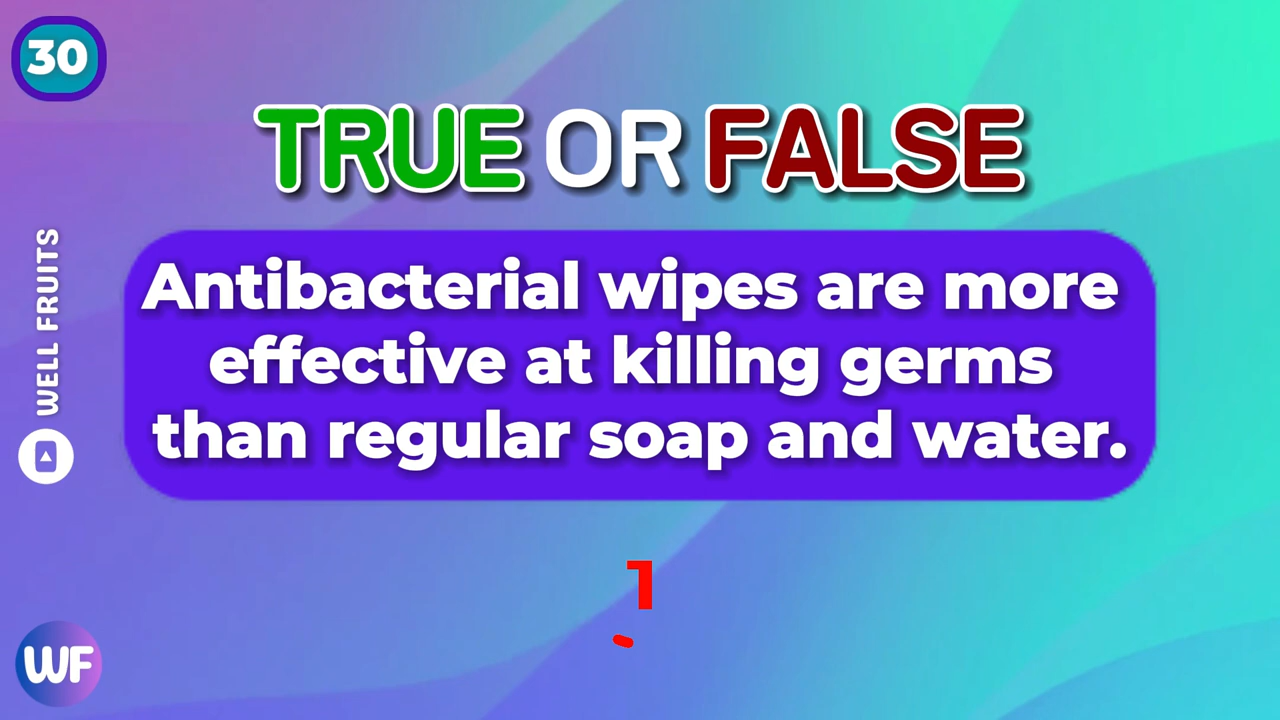 30
TRUE OR FALSE
Antibacterial wipes are more
effective at killing germs
than regular soap and water.
WELL FRUITS
1
WF